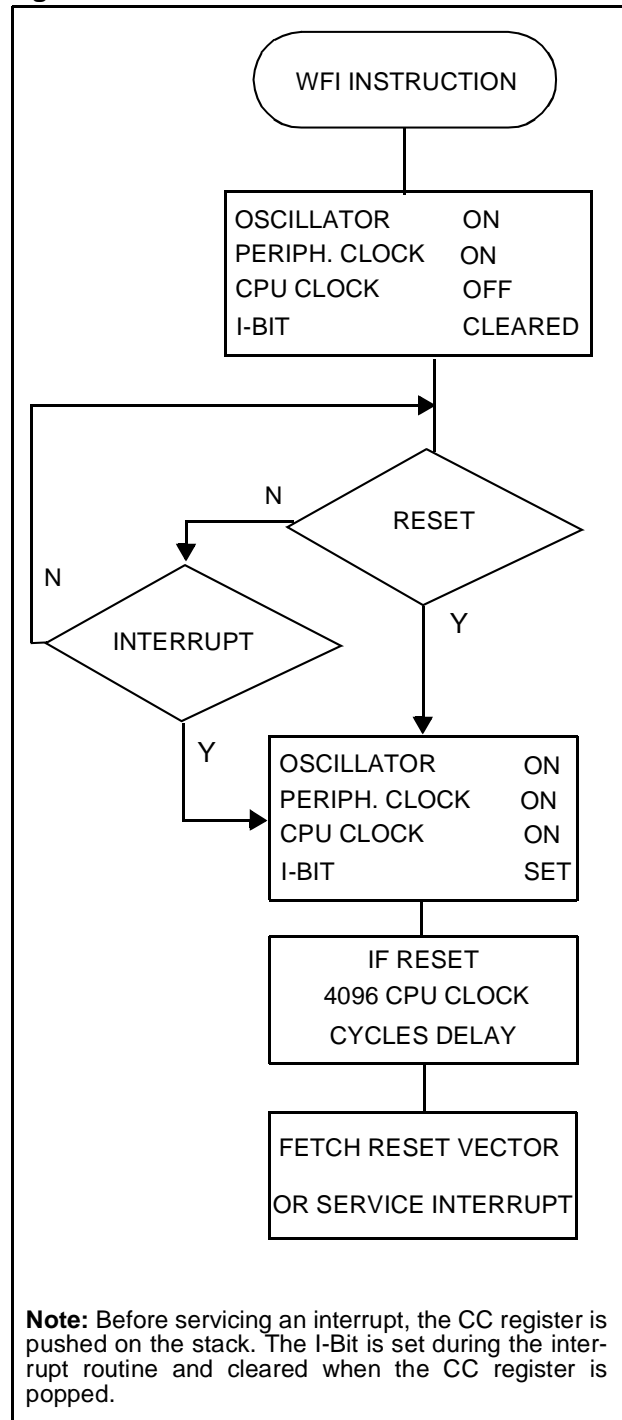 WFI INSTRUCTION
OSCILLATOR ON
PERIPH. CLOCK ON
CPU CLOCK OFF
I-BIT CLEARED
N
RESET
N
INTERRUPT
Y
Y
OSCILLATOR ON
PERIPH. CLOCK ON
CPU CLOCK ON
I-BIT SET
IF RESET
4096 CPU CLOCK
CYCLES DELAY
FETCH RESET VECTOR
OR SERVICE INTERRUPT
Note: Before servicing an interrupt, the CC register is
pushed on the stack. The I-Bit is set during the inter-
rupt routine and cleared when the CC register is
popped.